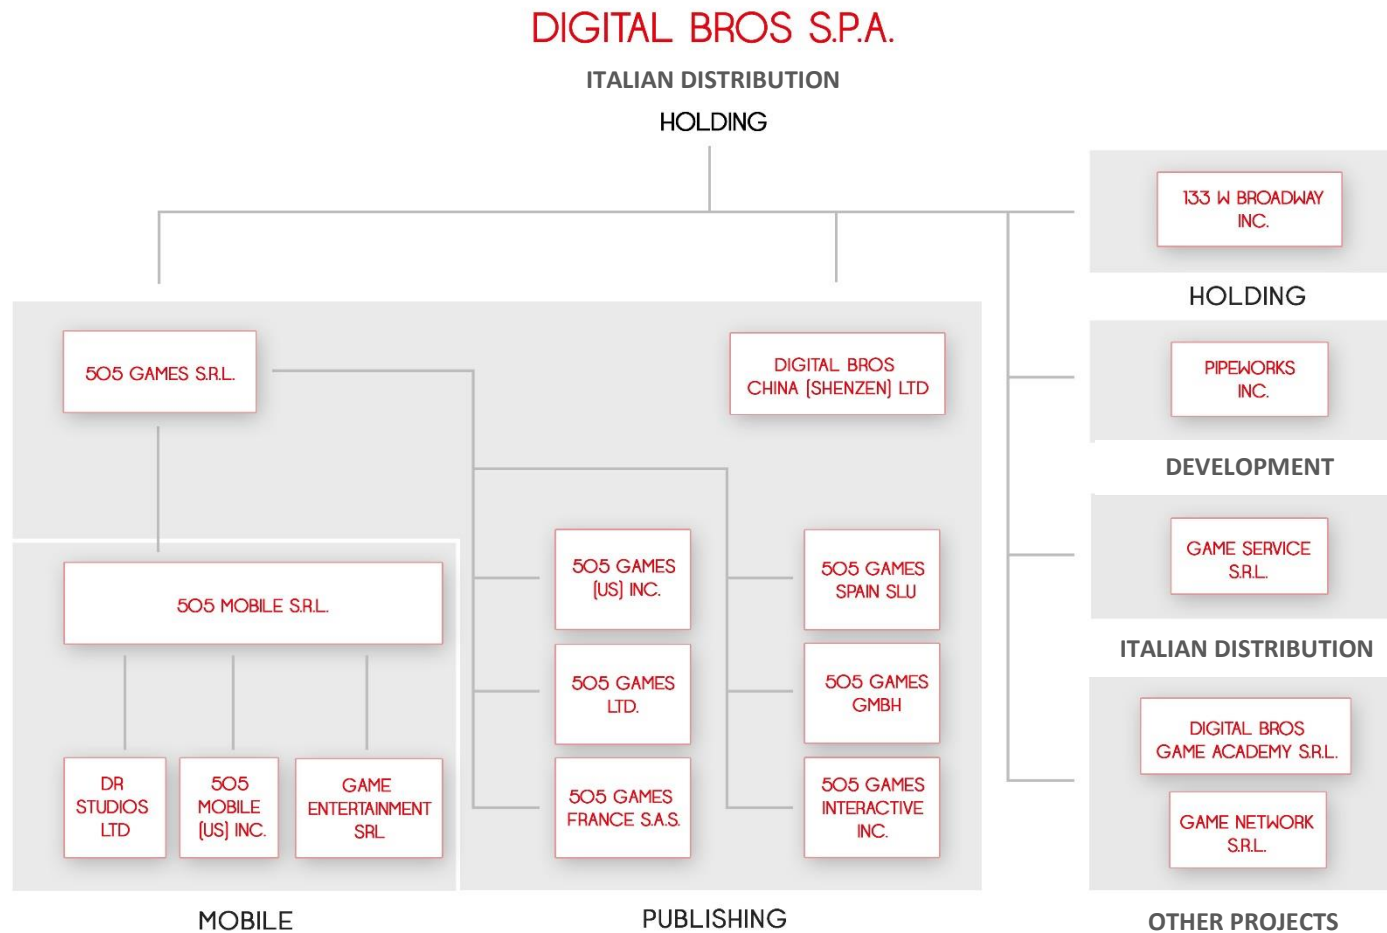 DIGITAL BROS S.P.A.
ITALIAN DISTRIBUTION
HOLDING
133 W BROADWAY
INC.
HOLDING
505 GAMES S.R.L.
DIGITAL BROS
CHINA (SHENZEN) LTD
PIPEWORKS
INC.
DEVELOPMENT
505 GAMES
(US) INC.
505 GAMES
SPAIN SLU
GAME SERVICE
S.R.L.
ITALIAN DISTRIBUTION
505 MOBILE S.R.L.
505 GAMES
LTD.
505 GAMES
GMBH
DIGITAL BROS
GAME ACADEMY S.R.L.
DR
STUDIOS
LTD
505
MOBILE
(US) INC.
GAME
ENTERTAINMENT
SRL
505 GAMES
FRANCE S.A.S.
505 GAMES
INTERACTIVE
INC.
GAME NETWORK
S.R.L.
MOBILE
PUBLISHING
OTHER PROJECTS